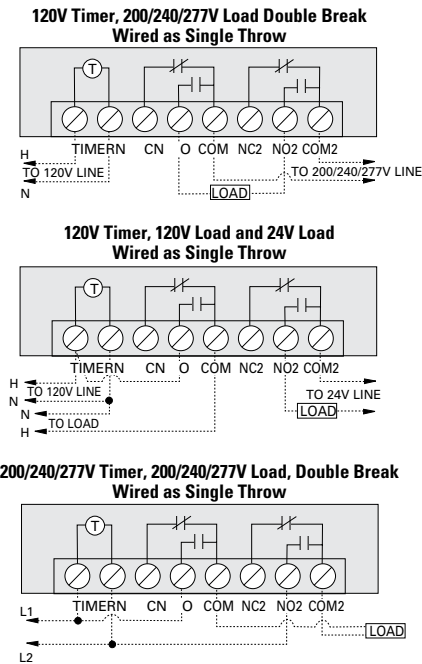 120V Timer, 200/240/277V Load Double Break
Wired as Single Throw
T
TIMERN CN O COM NC2 NO2 COM2
H
TO 120V LINE
N
LOAD
TO 200/240/277V LINE
120V Timer, 120V Load and 24V Load
Wired as Single Throw
T
TIMERN CN O COM NC2 NO2 COM2
H
TO 120V LINE
N
N
TO LOAD
H
TO 24V LINE
LOAD
200/240/277V Timer, 200/240/277V Load, Double Break
Wired as Single Throw
T
TIMERN CN O COM NC2 NO2 COM2
L1
LOAD
L2